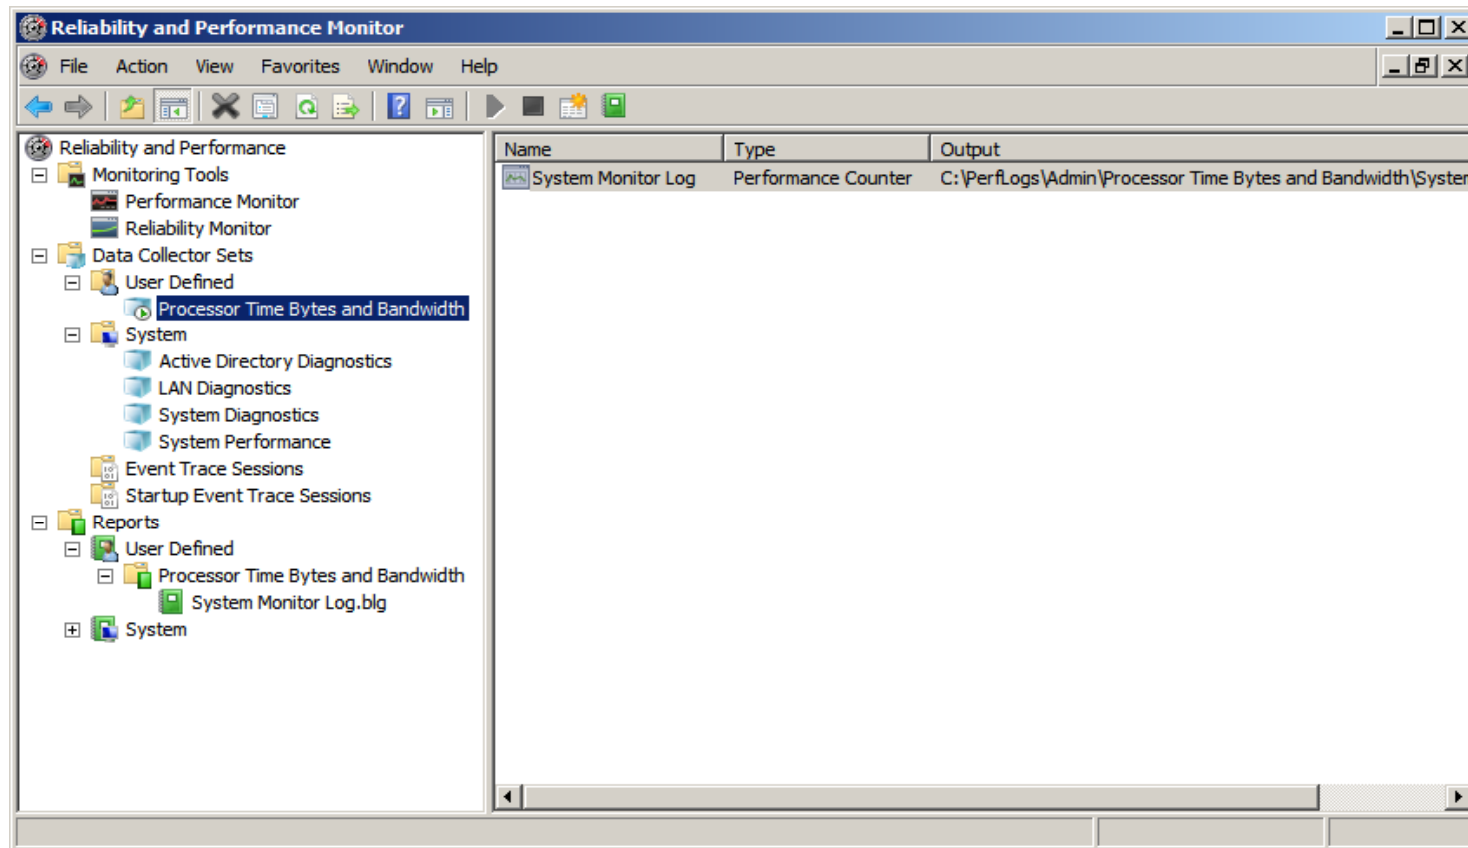 Reliability and Performance Monitor
File Action View Favorites Window Help
Reliability and Performance
Monitoring Tools
Performance Monitor
Reliability Monitor
Data Collector Sets
User Defined
Processor Time Bytes and Bandwidth
System
Active Directory Diagnostics
LAN Diagnostics
System Diagnostics
System Performance
Event Trace Sessions
Startup Event Trace Sessions
Reports
User Defined
Processor Time Bytes and Bandwidth
System Monitor Log.blg
System
Name Type Output
System Monitor Log Performance Counter C:\PerfLogs\Admin\Processor Time Bytes and Bandwidth\System